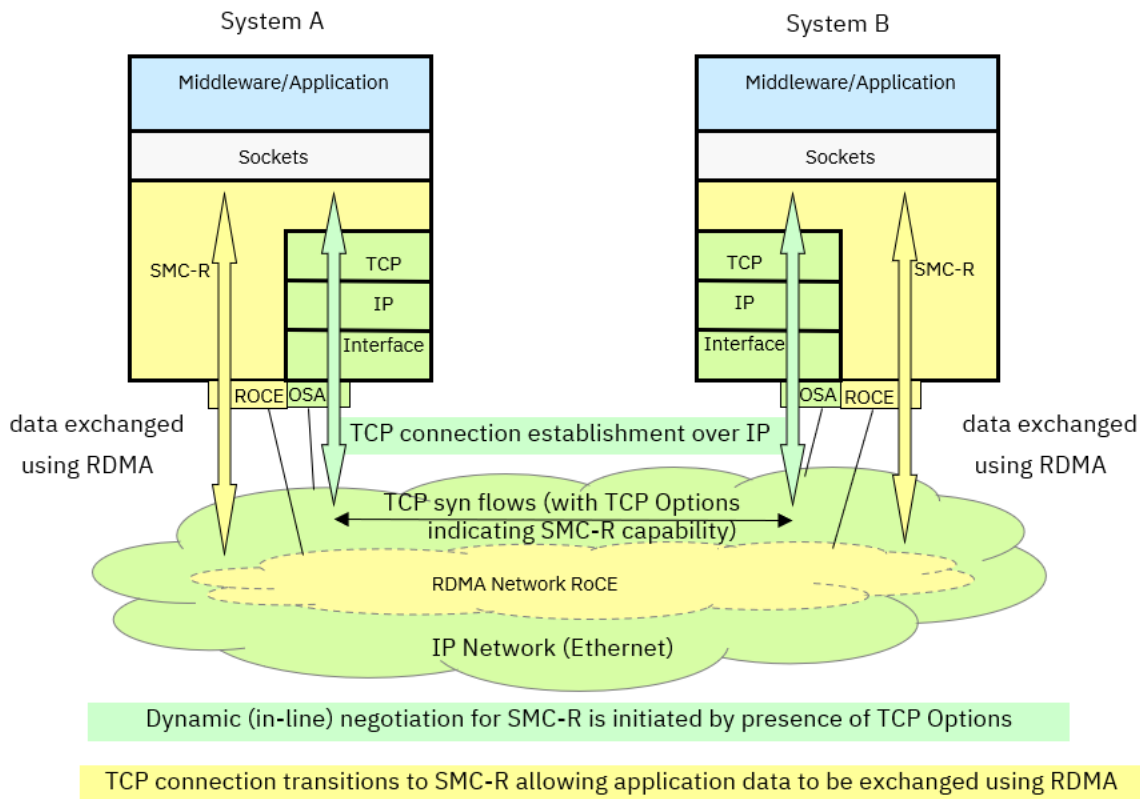 System A
System B
Middleware/Application
Middleware/Application
Sockets
Sockets
SMC-R
TCP
IP
Interface
TCP
IP
Interface
SMC-R
ROCE
OSA
OSA
ROCE
data exchanged
using RDMA
TCP connection establishment over IP
data exchanged
using RDMA
TCP syn flows (with TCP Options
indicating SMC-R capability)
RDMA Network RoCE
IP Network (Ethernet)
Dynamic (in-line) negotiation for SMC-R is initiated by presence of TCP Options
TCP connection transitions to SMC-R allowing application data to be exchanged using RDMA